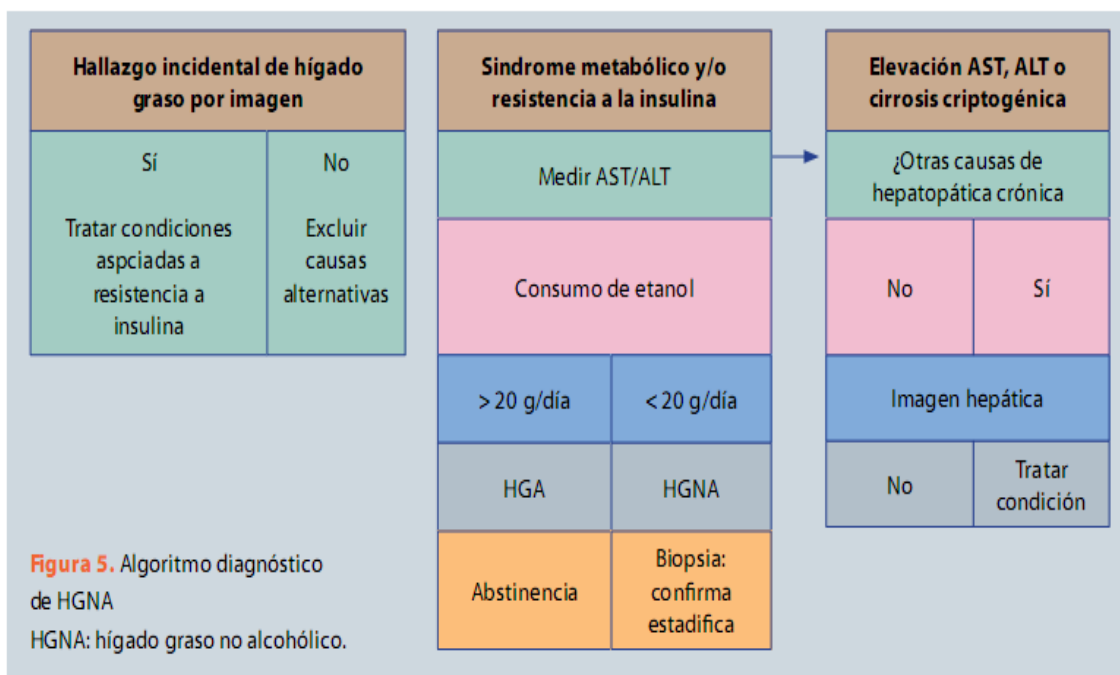 Hallazgo incidental de hígado
graso por imagen
Sí
No
Tratar condiciones
aspciadas a
resistencia a
insulina
Excluir
causas
alternativas
Sindrome metabólico y/o
resistencia a la insulina
Medir AST/ALT
Consumo de etanol
> 20 g/día
< 20 g/día
HGA
HGNA
Abstinencia
Biopsia:
confirma
estadifica
Elevación AST, ALT o
cirrosis criptogénica
¿Otras causas de
hepatopática crónica
No
Sí
Imagen hepática
No
Tratar
condición
Figura 5. Algoritmo diagnóstico
de HGNA
HGNA: hígado graso no alcohólico.